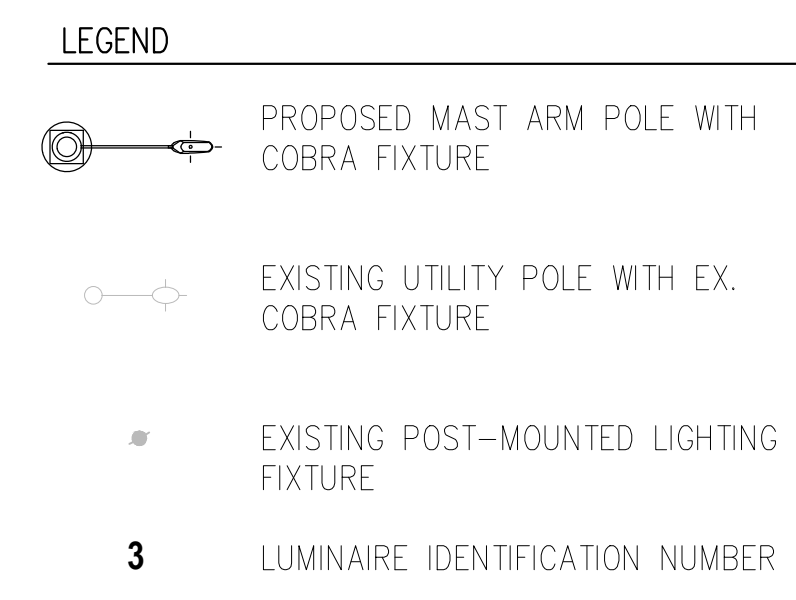 LEGEND
PROPOSED MAST ARM POLE WITH
COBRA FIXTURE
EXISTING UTILITY POLE WITH EX.
COBRA FIXTURE
EXISTING POST-MOUNTED LIGHTING
FIXTURE
3 LUMINAIRE IDENTIFICATION NUMBER